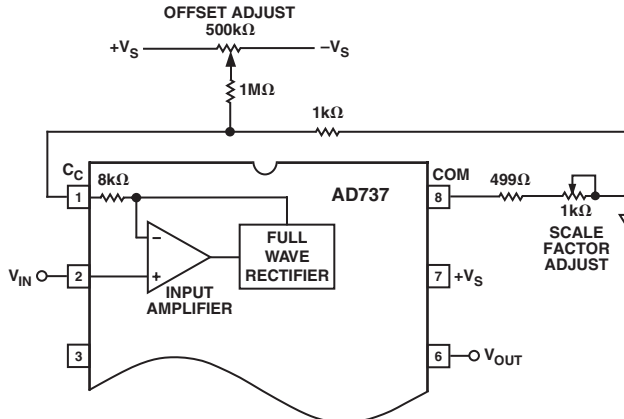 OFFSET ADJUST
500kΩ
+VS
–VS
1MΩ
1kΩ
CC
8kΩ
AD737
COM
499Ω
1
8
1kΩ
SCALE
FACTOR
ADJUST
FULL
WAVE
RECTIFIER
–
+
VIN
2
INPUT
AMPLIFIER
7
+VS
3
6
VOUT